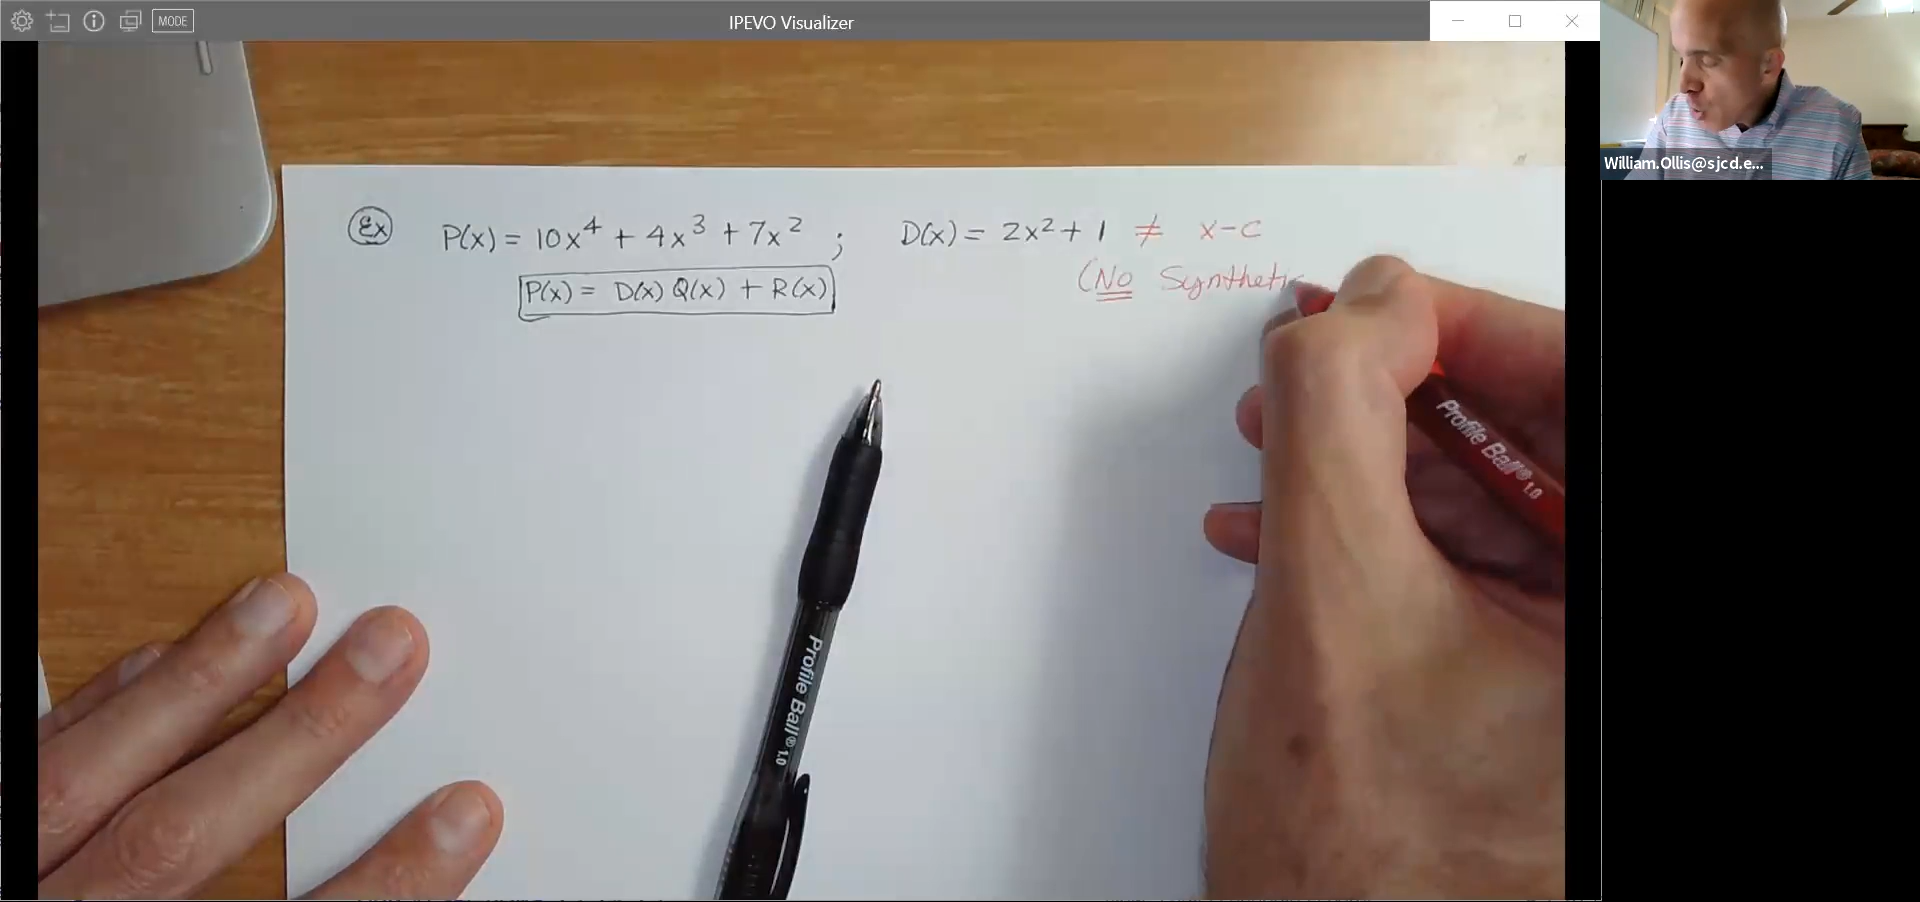 MODE
IPEVO Visualizer
William.Ollis@sjcd.e...
Ex P(x) = 10x⁴ + 4x³ + 7x² ; D(x) = 2x² + 1 ≠ x-c
P(x) = D(x) Q(x) + R(x)
(No Synthetic
Profile Ball® 1.0
Profile Ball® 1.0